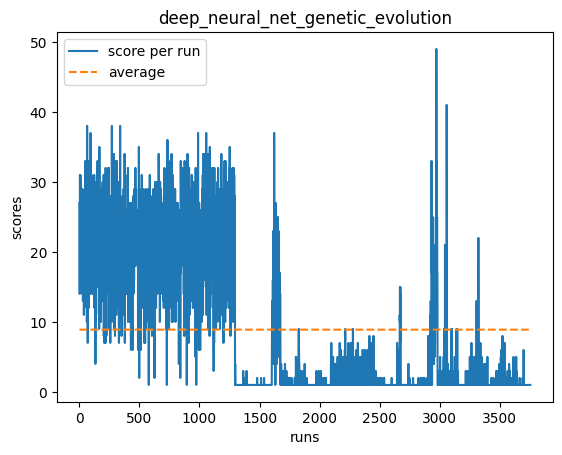 deep_neural_net_genetic_evolution
score per run
average
scores
50
40
30
20
10
0
0 500 1000 1500 2000 2500 3000 3500
runs